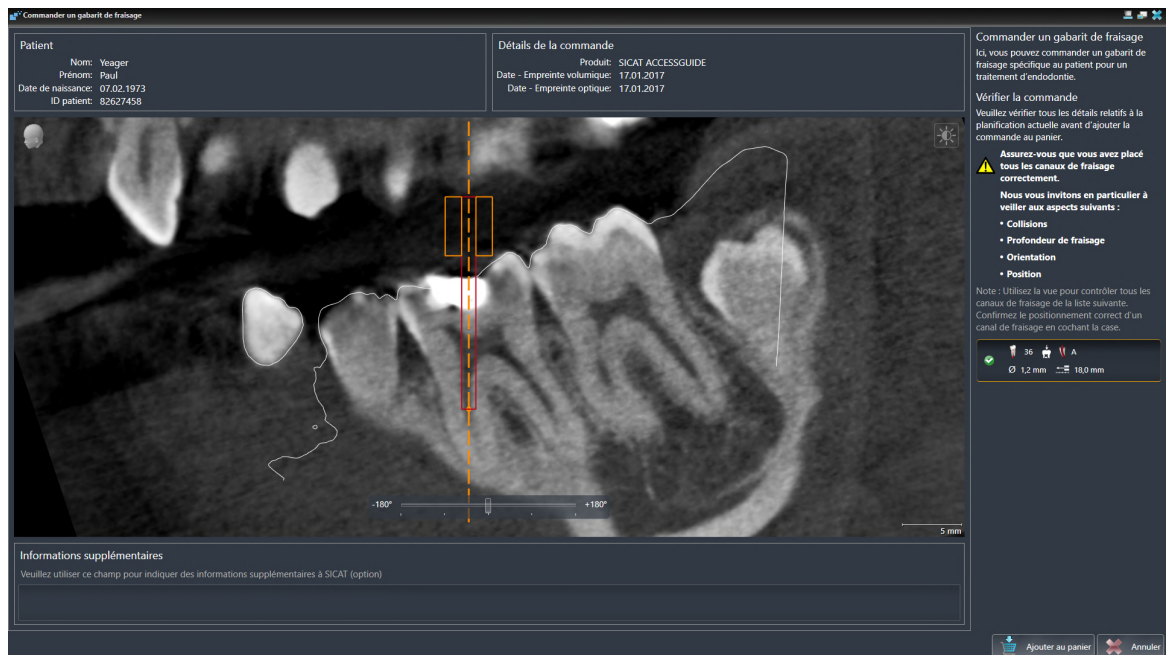 Commander un gabarit de fraisage
Patient
Nom: Yeager
Prénom: Paul
Date de naissance: 07.02.1973
ID patient: 82627458
Détails de la commande
Produit: SICAT ACCESSGUIDE
Date - Empreinte volumique: 17.01.2017
Date - Empreinte optique: 17.01.2017
-180°
+180°
5 mm
Informations supplémentaires
Veuillez utiliser ce champ pour indiquer des informations supplémentaires à SICAT (option)
Commander un gabarit de fraisage
Ici, vous pouvez commander un gabarit de
fraisage spécifique au patient pour un
traitement d'endodontie.
Vérifier la commande
Veuillez vérifier tous les détails relatifs à la
planification actuelle avant d'ajouter la
commande au panier.
Assurez-vous que vous avez placé
tous les canaux de fraisage
correctement.
Nous vous invitons en particulier à
veiller aux aspects suivants :
• Collisions
• Profondeur de fraisage
• Orientation
• Position
Note : Utilisez la vue pour contrôler tous les
canaux de fraisage de la liste suivante.
Confirmez le positionnement correct d'un
canal de fraisage en cochant la case.
36 A
Ø 1,2 mm 18,0 mm
Ajouter au panier
Annuler